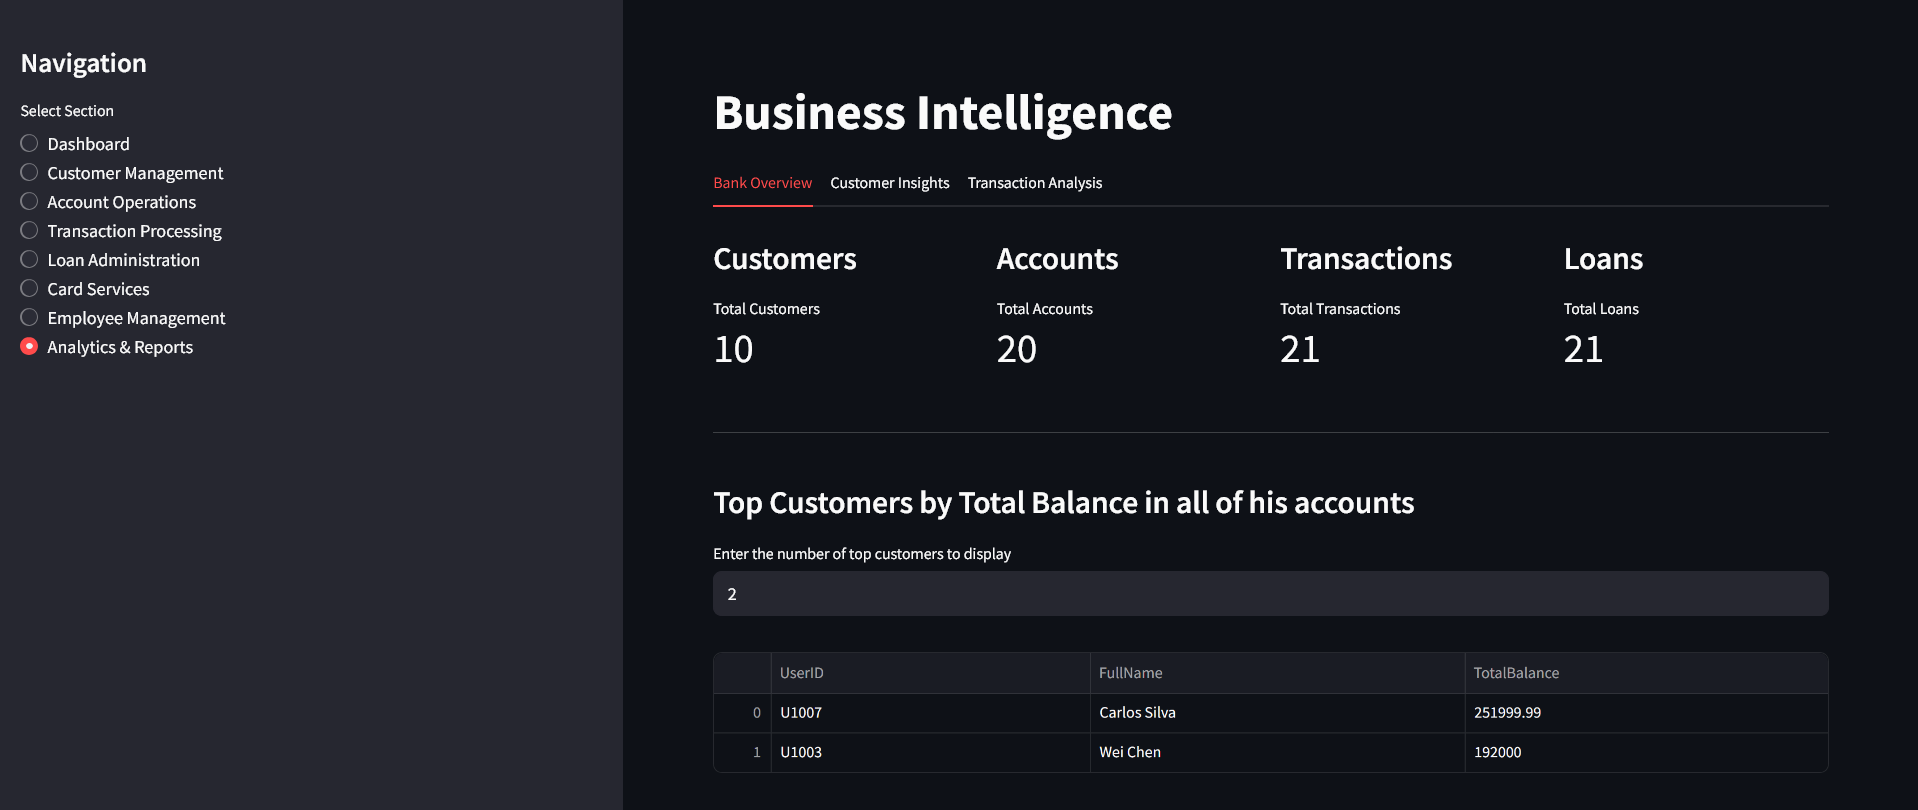 Navigation
Select Section
Dashboard
Customer Management
Account Operations
Transaction Processing
Loan Administration
Card Services
Employee Management
Analytics & Reports
Business Intelligence
Bank Overview Customer Insights Transaction Analysis
Customers Accounts Transactions Loans
Total Customers Total Accounts Total Transactions Total Loans
10 20 21 21
Top Customers by Total Balance in all of his accounts
Enter the number of top customers to display
2
UserID FullName TotalBalance
0 U1007 Carlos Silva 251999.99
1 U1003 Wei Chen 192000